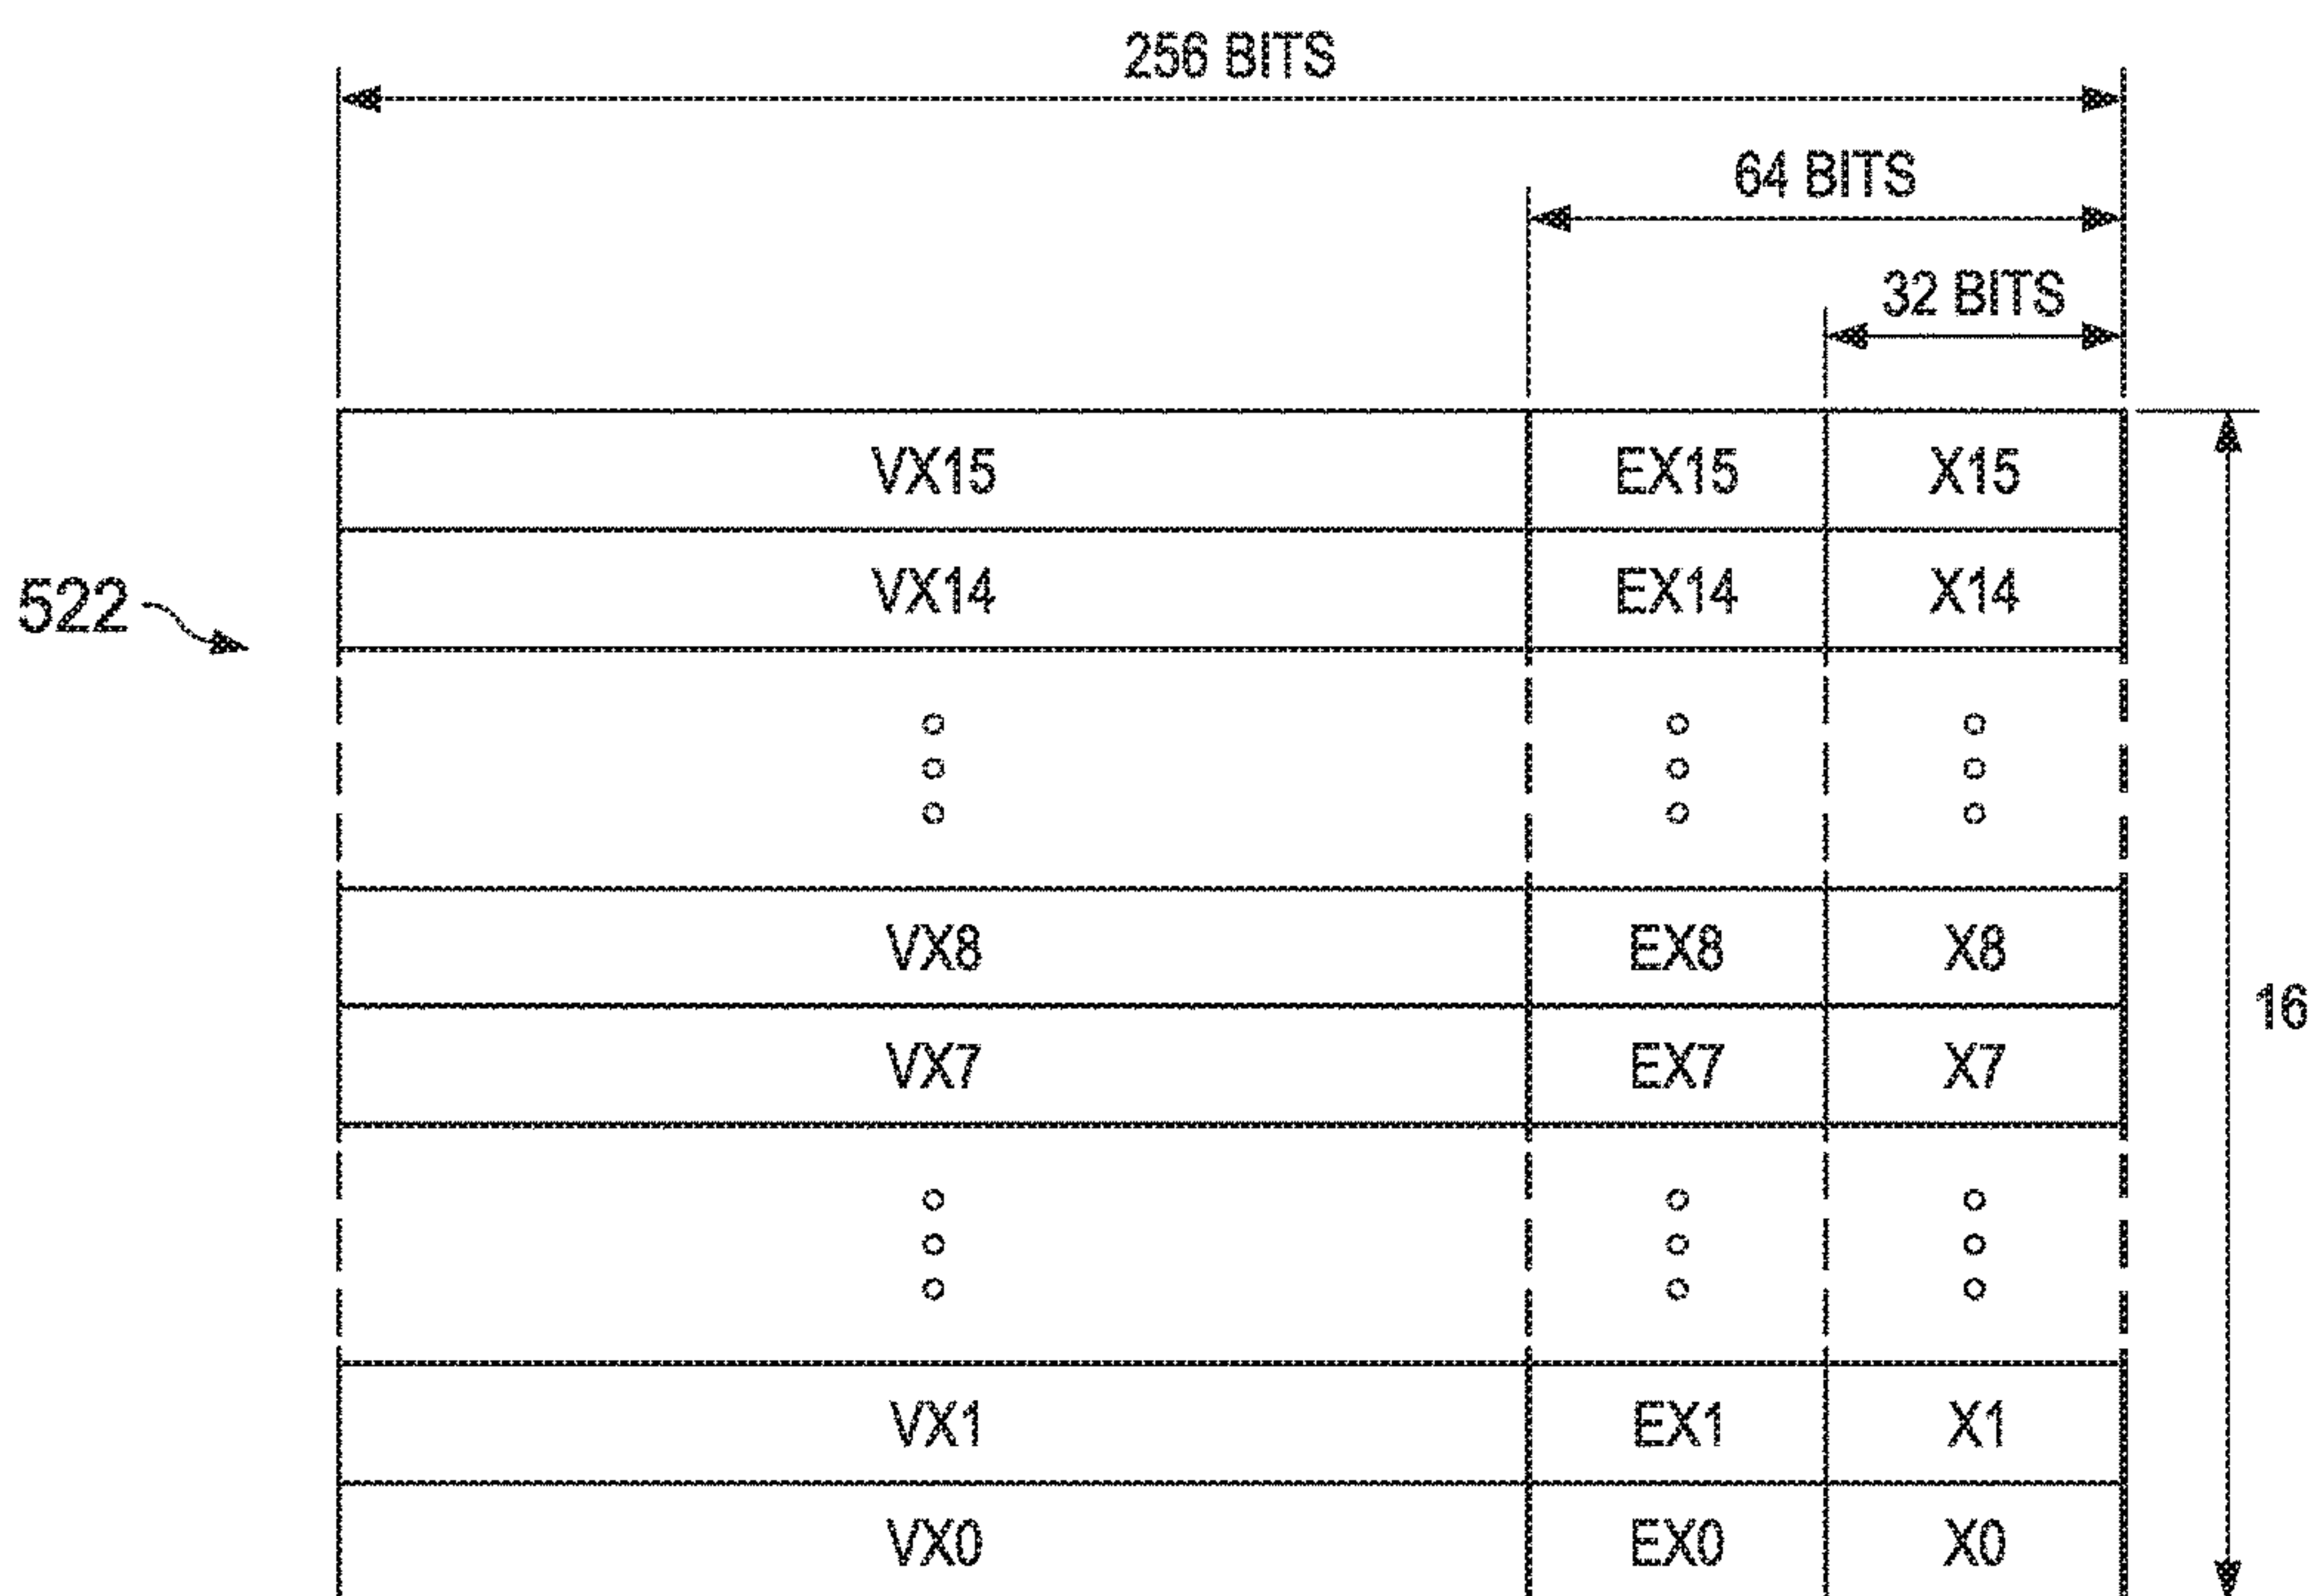 256 BITS
64 BITS
32 BITS
VX15 EX15 X15
VX14 EX14 X14
522
VX8 EX8 X8
16
VX7 EX7 X7
VX1 EX1 X1
VX0 EX0 X0